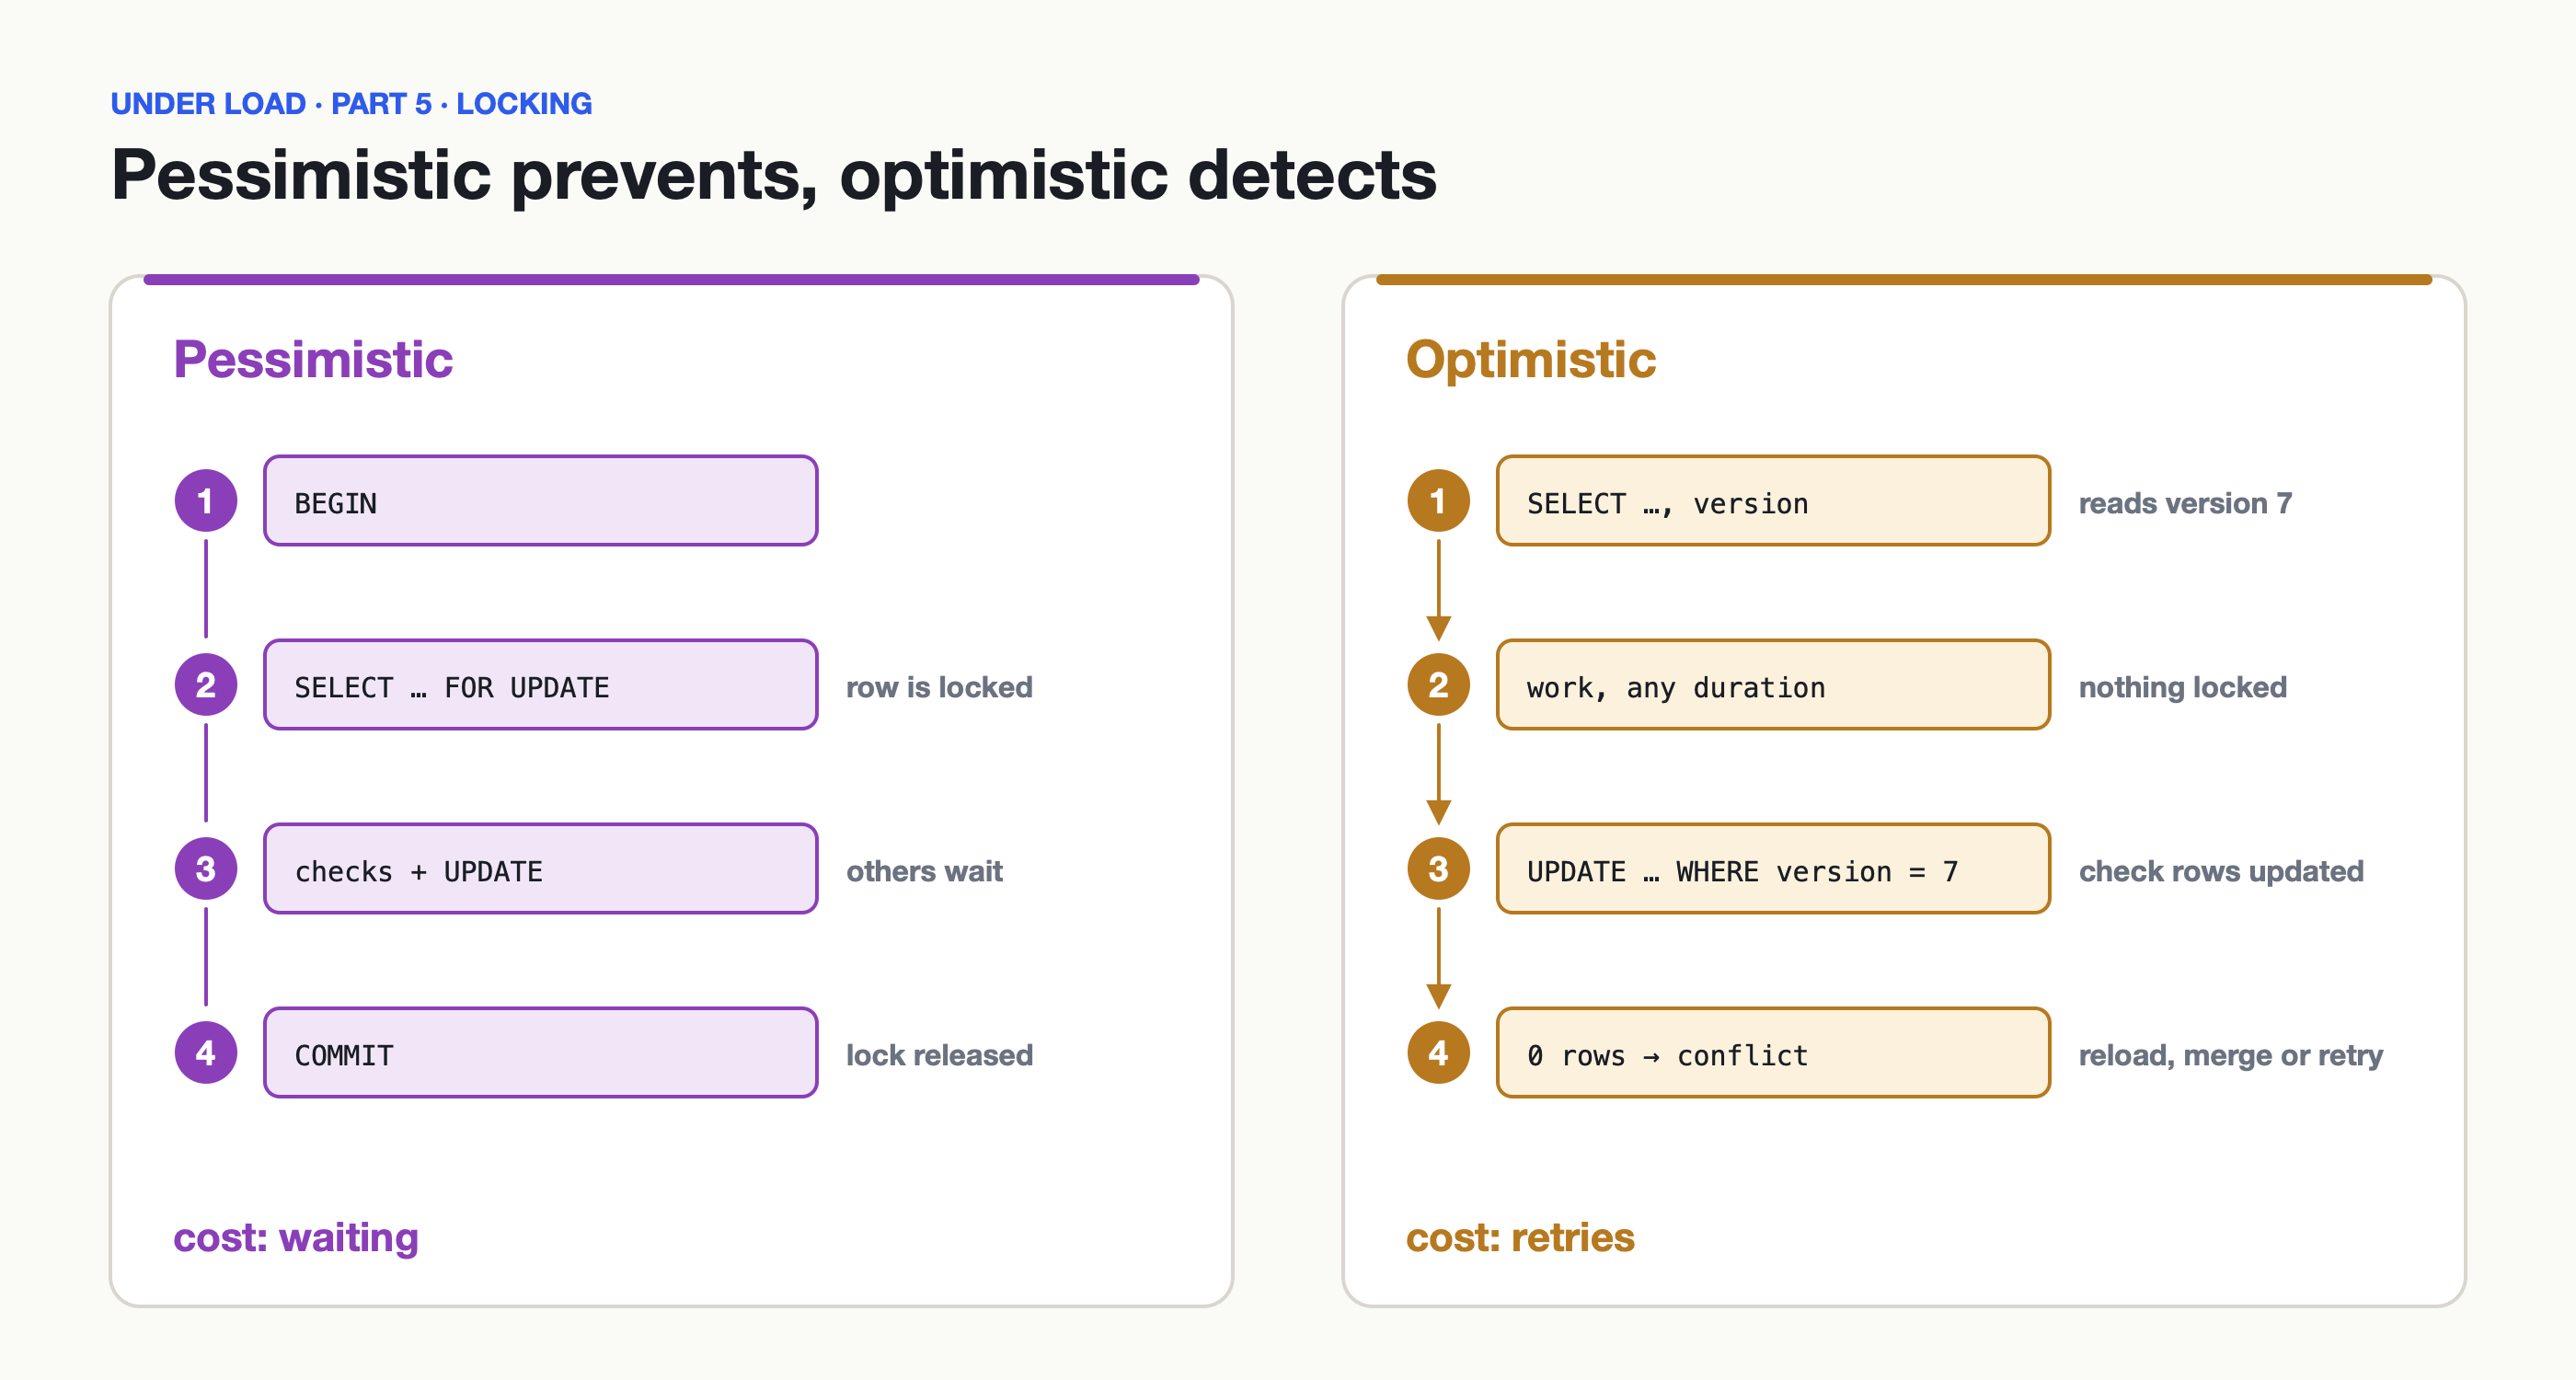 UNDER LOAD · PART 5 · LOCKING
Pessimistic prevents, optimistic detects
Pessimistic
1 BEGIN
2 SELECT … FOR UPDATE row is locked
3 checks + UPDATE others wait
4 COMMIT lock released
cost: waiting
Optimistic
1 SELECT …, version reads version 7
2 work, any duration nothing locked
3 UPDATE … WHERE version = 7 check rows updated
4 0 rows → conflict reload, merge or retry
cost: retries